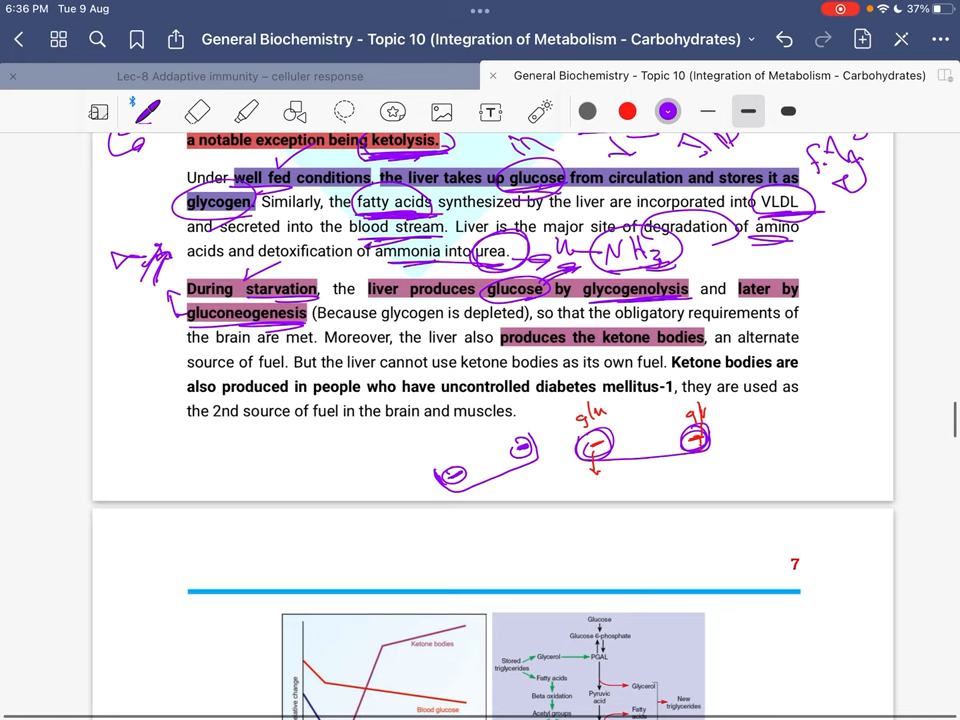 6:36 PM Tue 9 Aug
37%
General Biochemistry - Topic 10 (Integration of Metabolism - Carbohydrates)
Lec-8 Addaptive immunity – celluler response
General Biochemistry - Topic 10 (Integration of Metabolism - Carbohydrates)
a notable exception being ketolysis.
Under well fed conditions, the liver takes up glucose from circulation and stores it as
glycogen. Similarly, the fatty acids synthesized by the liver are incorporated into VLDL
and secreted into the blood stream. Liver is the major site of degradation of amino
acids and detoxification of ammonia into urea.
NH3
During starvation, the liver produces glucose by glycogenolysis and later by
gluconeogenesis (Because glycogen is depleted), so that the obligatory requirements of
the brain are met. Moreover, the liver also produces the ketone bodies, an alternate
source of fuel. But the liver cannot use ketone bodies as its own fuel. Ketone bodies are
also produced in people who have uncontrolled diabetes mellitus-1, they are used as
the 2nd source of fuel in the brain and muscles.
7
Ketone bodies
Blood glucose
Glucose
Glucose 6-phosphate
Stored
triglycerides
Glycerol
PGAL
Fatty acids
Beta oxidation
Acetyl groups
Pyruvic
acid
Glycerol
Fatty
New
triglycerides